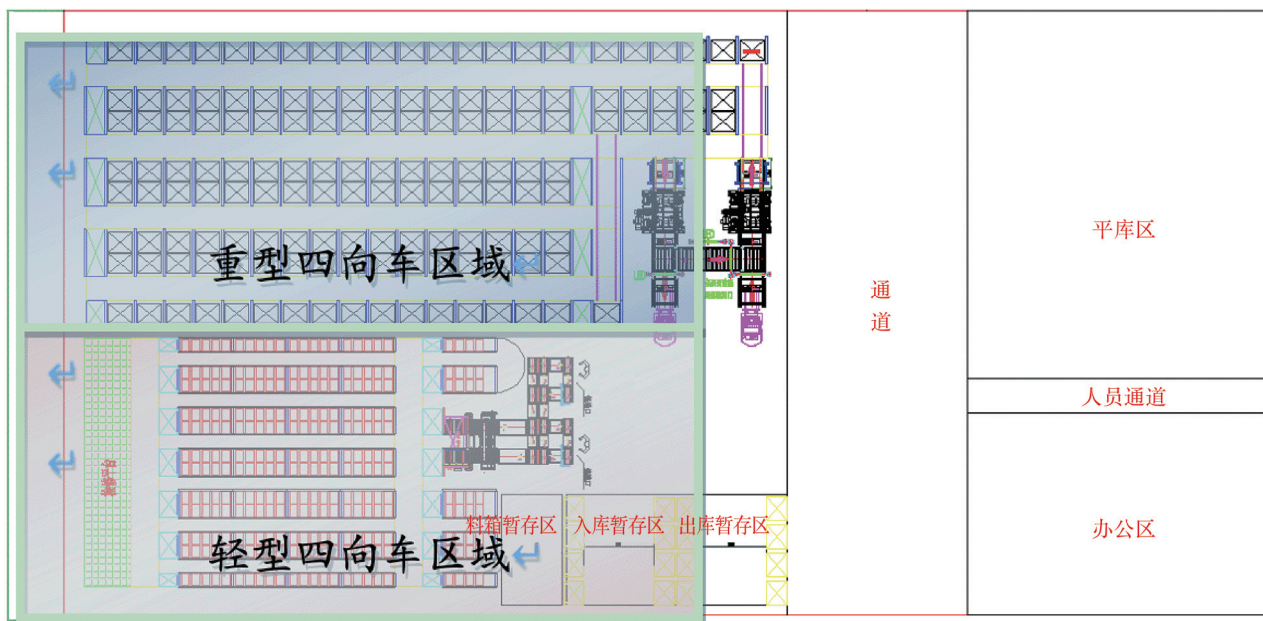 平库区
重型四向车区域
通
道
人员通道
料箱暂存区
入库暂存区
出库暂存区
办公区
轻型四向车区域